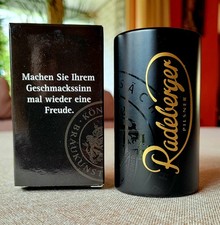 Machen Sie Ihrem
Geschmackssinn
mal wieder eine
Freude.
Radeberger
PILSNER